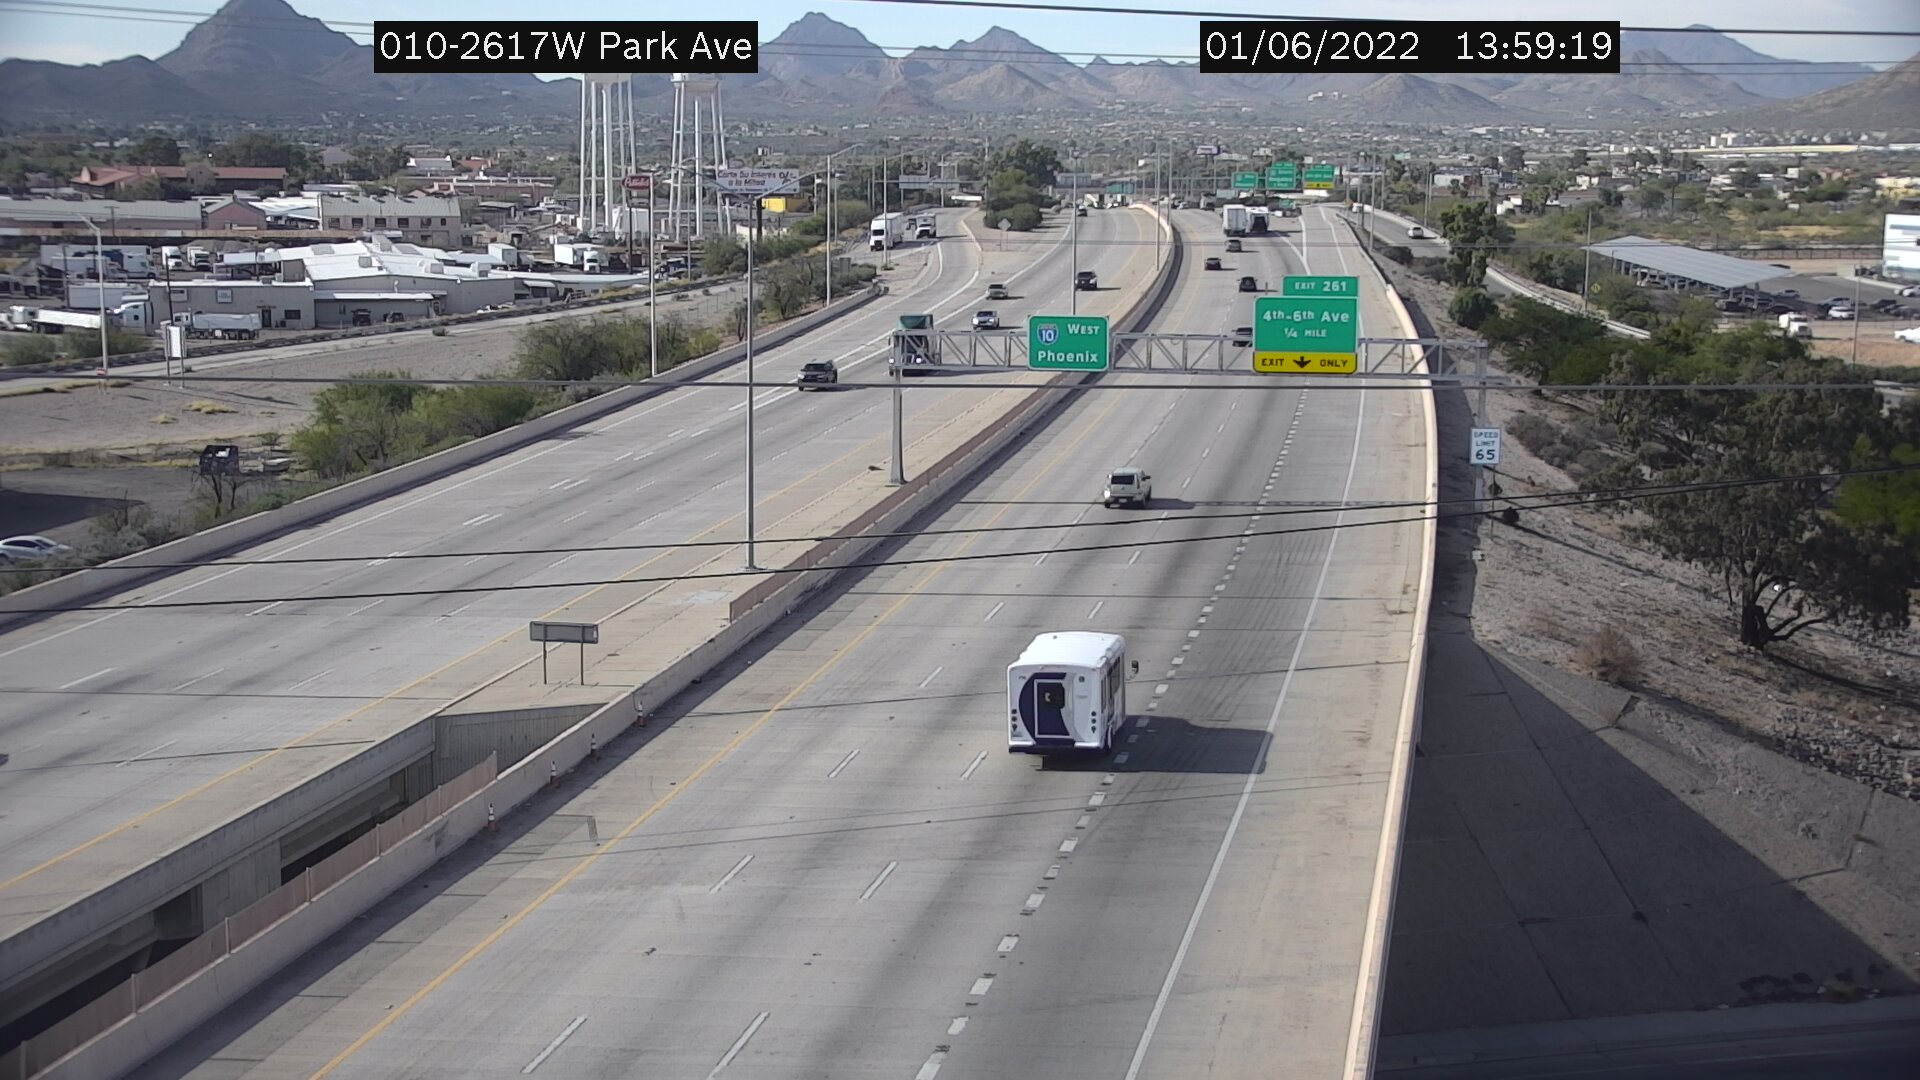 010-2617W Park Ave
01/06/2022 13:59:19
EXIT 261
10
WEST
Phoenix
4th-6th Ave
1/4 MILE
EXIT ONLY
SPEED
LIMIT
65